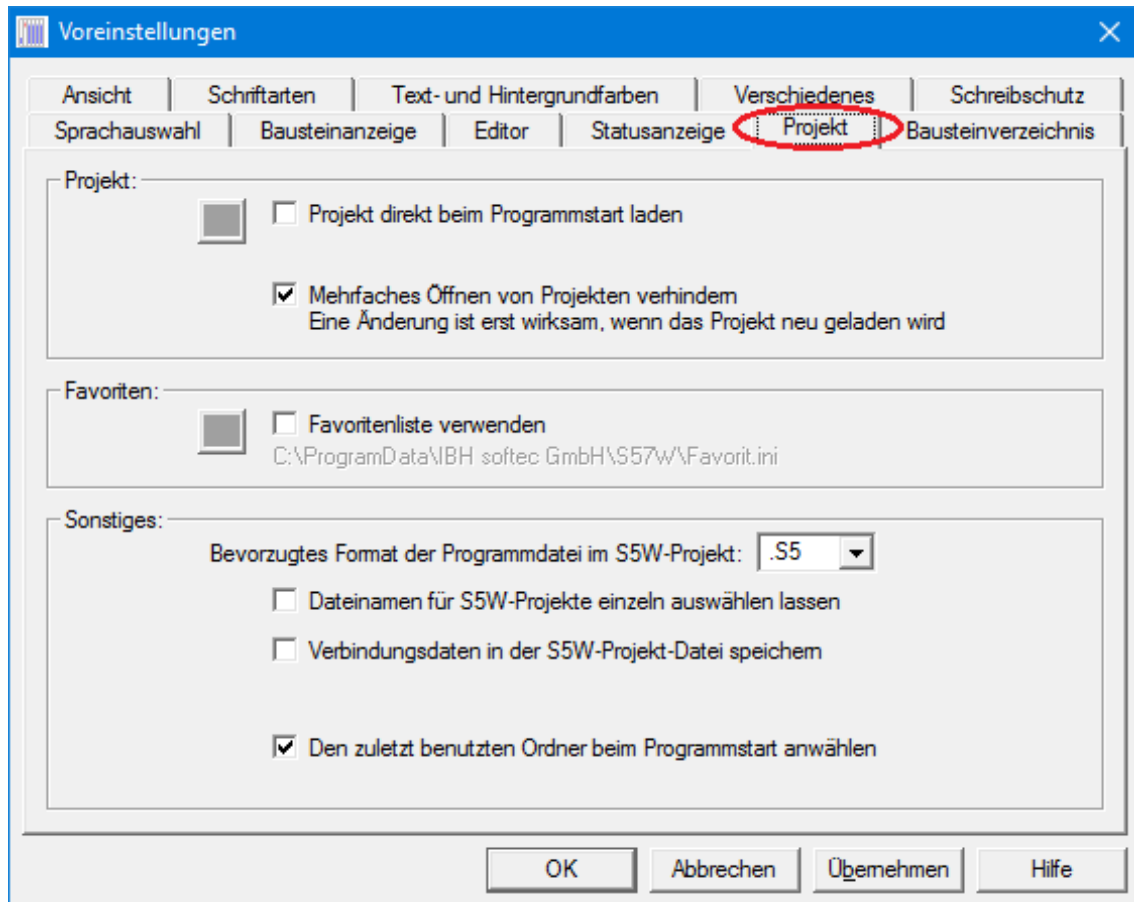 Voreinstellungen
Ansicht Schriftarten Text- und Hintergrundfarben Verschiedenes Schreibschutz
Sprachauswahl Bausteinanzeige Editor Statusanzeige Projekt Bausteinverzeichnis
Projekt:
Projekt direkt beim Programmstart laden
Mehrfaches Öffnen von Projekten verhindern
Eine Änderung ist erst wirksam, wenn das Projekt neu geladen wird
Favoriten:
Favoritenliste verwenden
C:\ProgramData\IBH softec GmbH\S57W\Favorit.ini
Sonstiges:
Bevorzugtes Format der Programmdatei im S5W-Projekt: .S5
Dateinamen für S5W-Projekte einzeln auswählen lassen
Verbindungsdaten in der S5W-Projekt-Datei speichern
Den zuletzt benutzten Ordner beim Programmstart anwählen
OK Abbrechen Übernehmen Hilfe